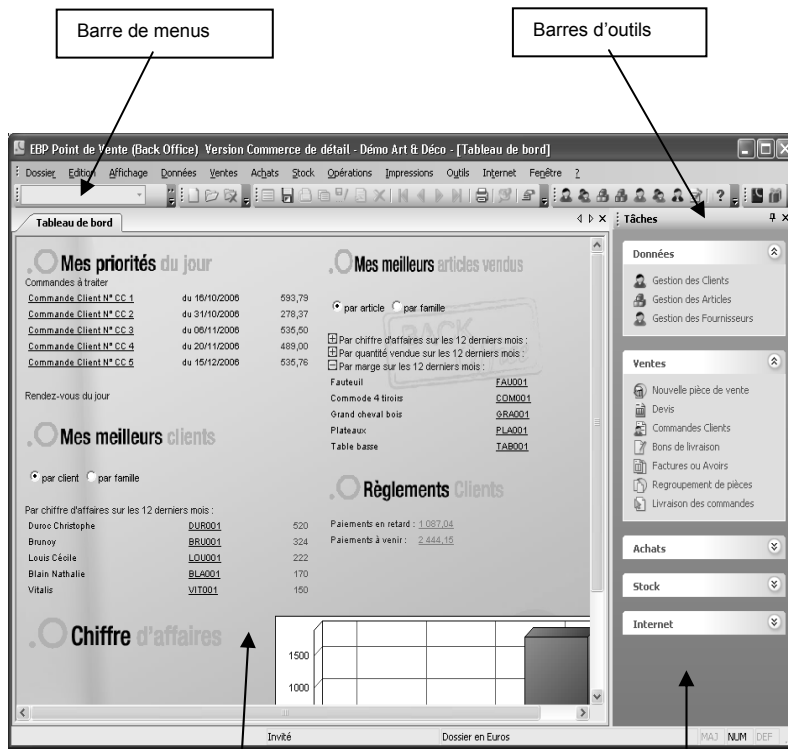 Barre de menus
Barres d'outils
EBP Point de Vente (Back Office) Version Commerce de détail - Démo Art & Déco - [Tableau de bord]
Dossier Edition Affichage Données Ventes Achats Stock Opérations Impressions Outils Internet Fenêtre ?
Tableau de bord
Mes priorités du jour
Commandes à traiter
Commande Client N° CC 1 du 16/10/2006 593,79
Commande Client N° CC 2 du 31/10/2006 278,37
Commande Client N° CC 3 du 06/11/2006 535,50
Commande Client N° CC 4 du 20/11/2006 489,00
Commande Client N° CC 5 du 15/12/2006 535,76
Rendez-vous du jour
Mes meilleurs clients
par client par famille
Par chiffre d'affaires sur les 12 derniers mois :
Duroc Christophe DUR001 520
Brunoy BRU001 324
Louis Cécile LOU001 222
Blain Nathalie BLA001 170
Vitalis VIT001 150
Chiffre d'affaires
Mes meilleurs articles vendus
par article par famille
BACK
Par chiffre d'affaires sur les 12 derniers mois :
Par quantité vendue sur les 12 derniers mois :
Par marge sur les 12 derniers mois :
Fauteuil FAU001
Commode 4 tirois COM001
Grand cheval bois GRA001
Plateaux PLA001
Table basse TAB001
Règlements Clients
Paiements en retard : 1 087,04
Paiements à venir : 2 444,15
1500
1000
Tâches
Données
Gestion des Clients
Gestion des Articles
Gestion des Fournisseurs
Ventes
Nouvelle pièce de vente
Devis
Commandes Clients
Bons de livraison
Factures ou Avoirs
Regroupement de pièces
Livraison des commandes
Achats
Stock
Internet
Invité Dossier en Euros MAJ NUM DEF